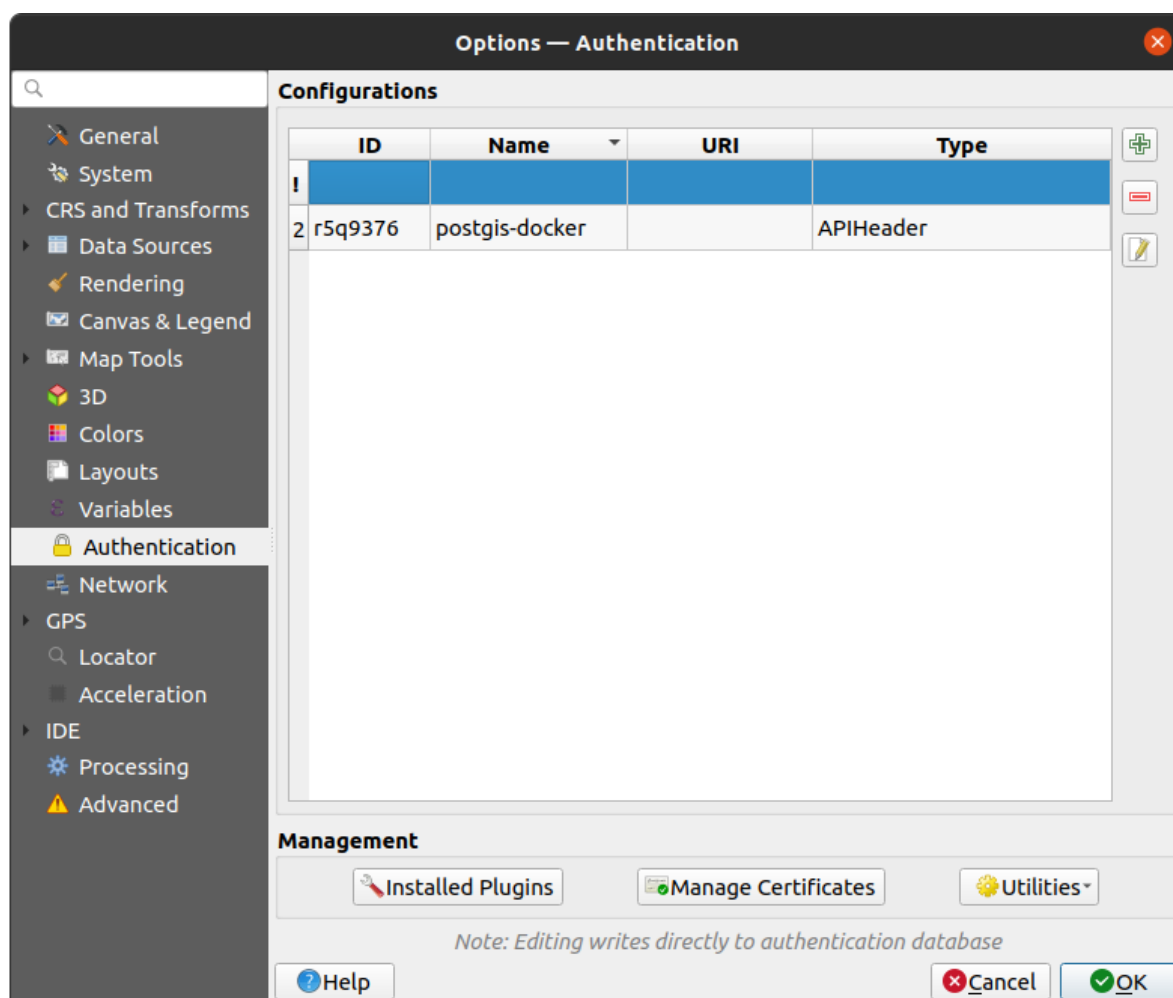 Options — Authentication
Configurations
General
System
CRS and Transforms
Data Sources
Rendering
Canvas & Legend
Map Tools
3D
Colors
Layouts
Variables
Authentication
Network
GPS
Locator
Acceleration
IDE
Processing
Advanced
ID Name URI Type
!
2 r5q9376 postgis-docker APIHeader
Management
Installed Plugins Manage Certificates Utilities
Note: Editing writes directly to authentication database
Help Cancel OK